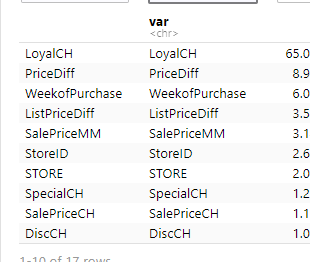 var
<chr>
LoyalCH LoyalCH 65.0
PriceDiff PriceDiff 8.9
WeekofPurchase WeekofPurchase 6.0
ListPriceDiff ListPriceDiff 3.5
SalePriceMM SalePriceMM 3.1
StoreID StoreID 2.6
STORE STORE 2.0
SpecialCH SpecialCH 1.2
SalePriceCH SalePriceCH 1.1
DiscCH DiscCH 1.0
1-10 of 17 rows